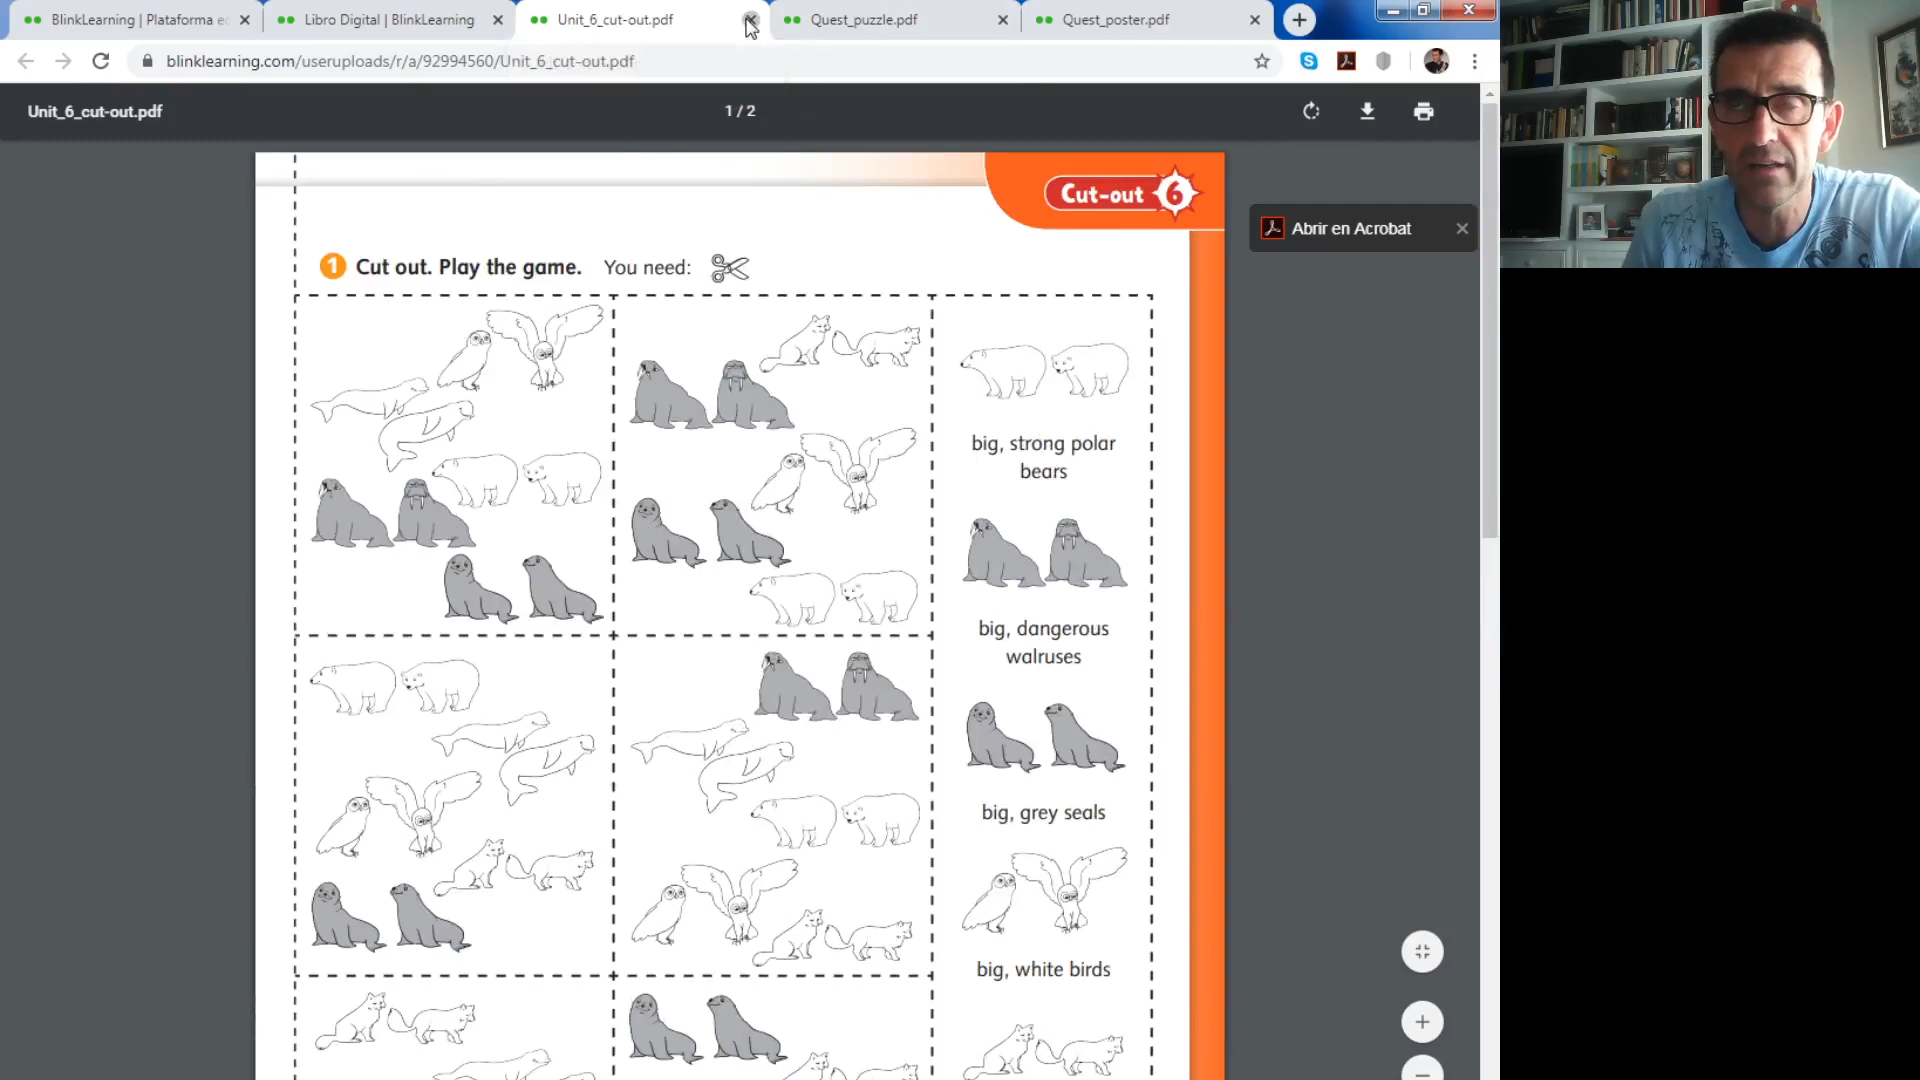 BlinkLearning | Plataforma e
Libro Digital | BlinkLearning
Unit_6_cut-out.pdf
Quest_puzzle.pdf
Quest_poster.pdf
blinklearning.com/useruploads/r/a/92994560/Unit_6_cut-out.pdf
Unit_6_cut-out.pdf
1 / 2
Cut-out 6
Abrir en Acrobat
1 Cut out. Play the game. You need:
big, strong polar
bears
big, dangerous
walruses
big, grey seals
big, white birds